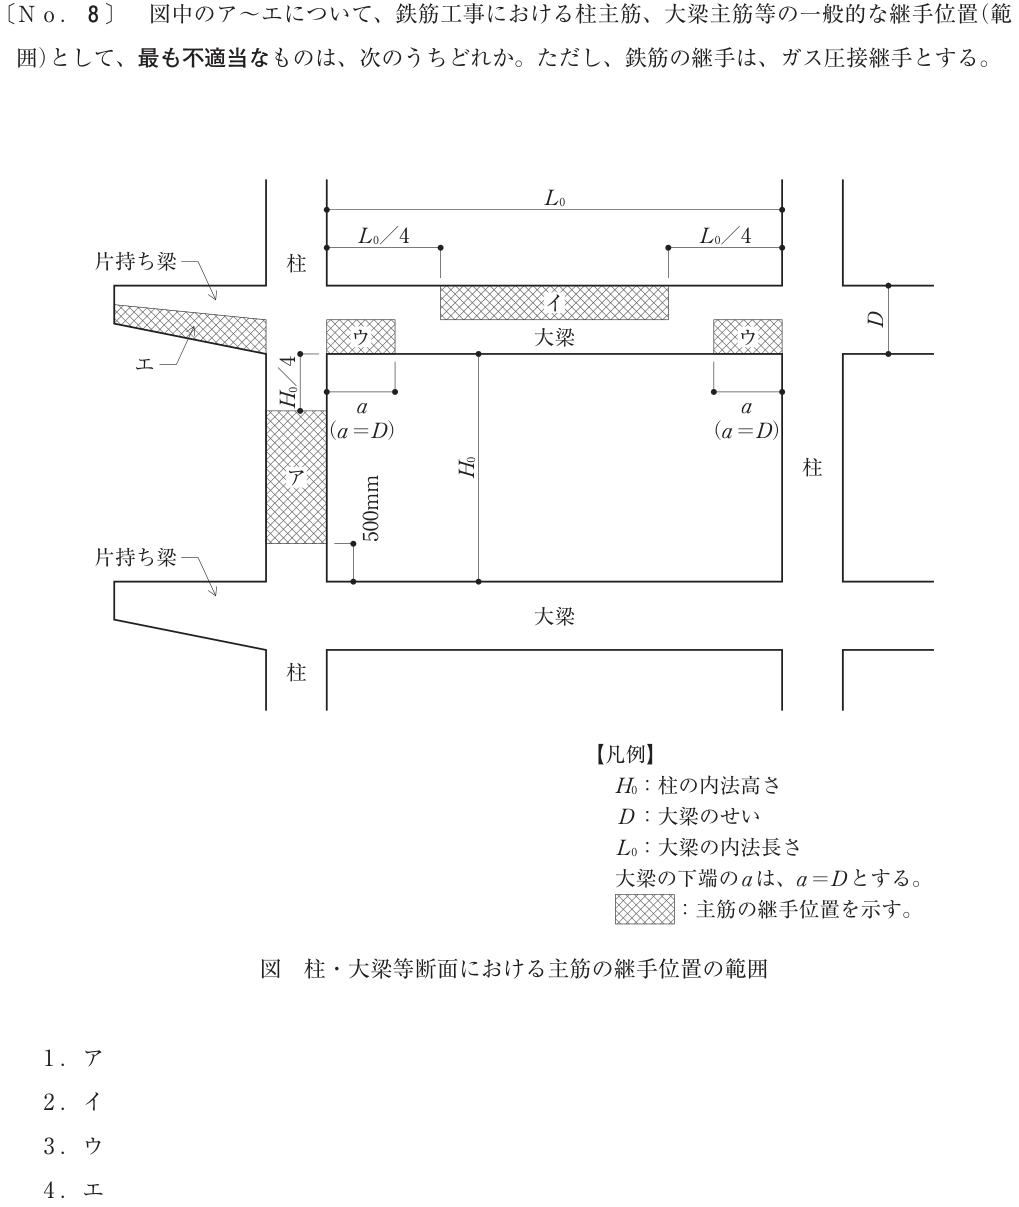 〔No. 8〕 図中のア～エについて、鉄筋工事における柱主筋、大梁主筋等の一般的な継手位置(範
囲)として、最も不適当なものは、次のうちどれか。ただし、鉄筋の継手は、ガス圧接継手とする。
L₀
L₀／4
L₀／4
片持ち梁
柱
イ
D
ウ
大梁
ウ
エ
H₀／4
a
(a＝D)
a
(a＝D)
H₀
ア
柱
500mm
片持ち梁
大梁
柱
【凡例】
H₀：柱の内法高さ
D：大梁のせい
L₀：大梁の内法長さ
大梁の下端のaは、a＝Dとする。
：主筋の継手位置を示す。
図　柱・大梁等断面における主筋の継手位置の範囲
1．ア
2．イ
3．ウ
4．エ